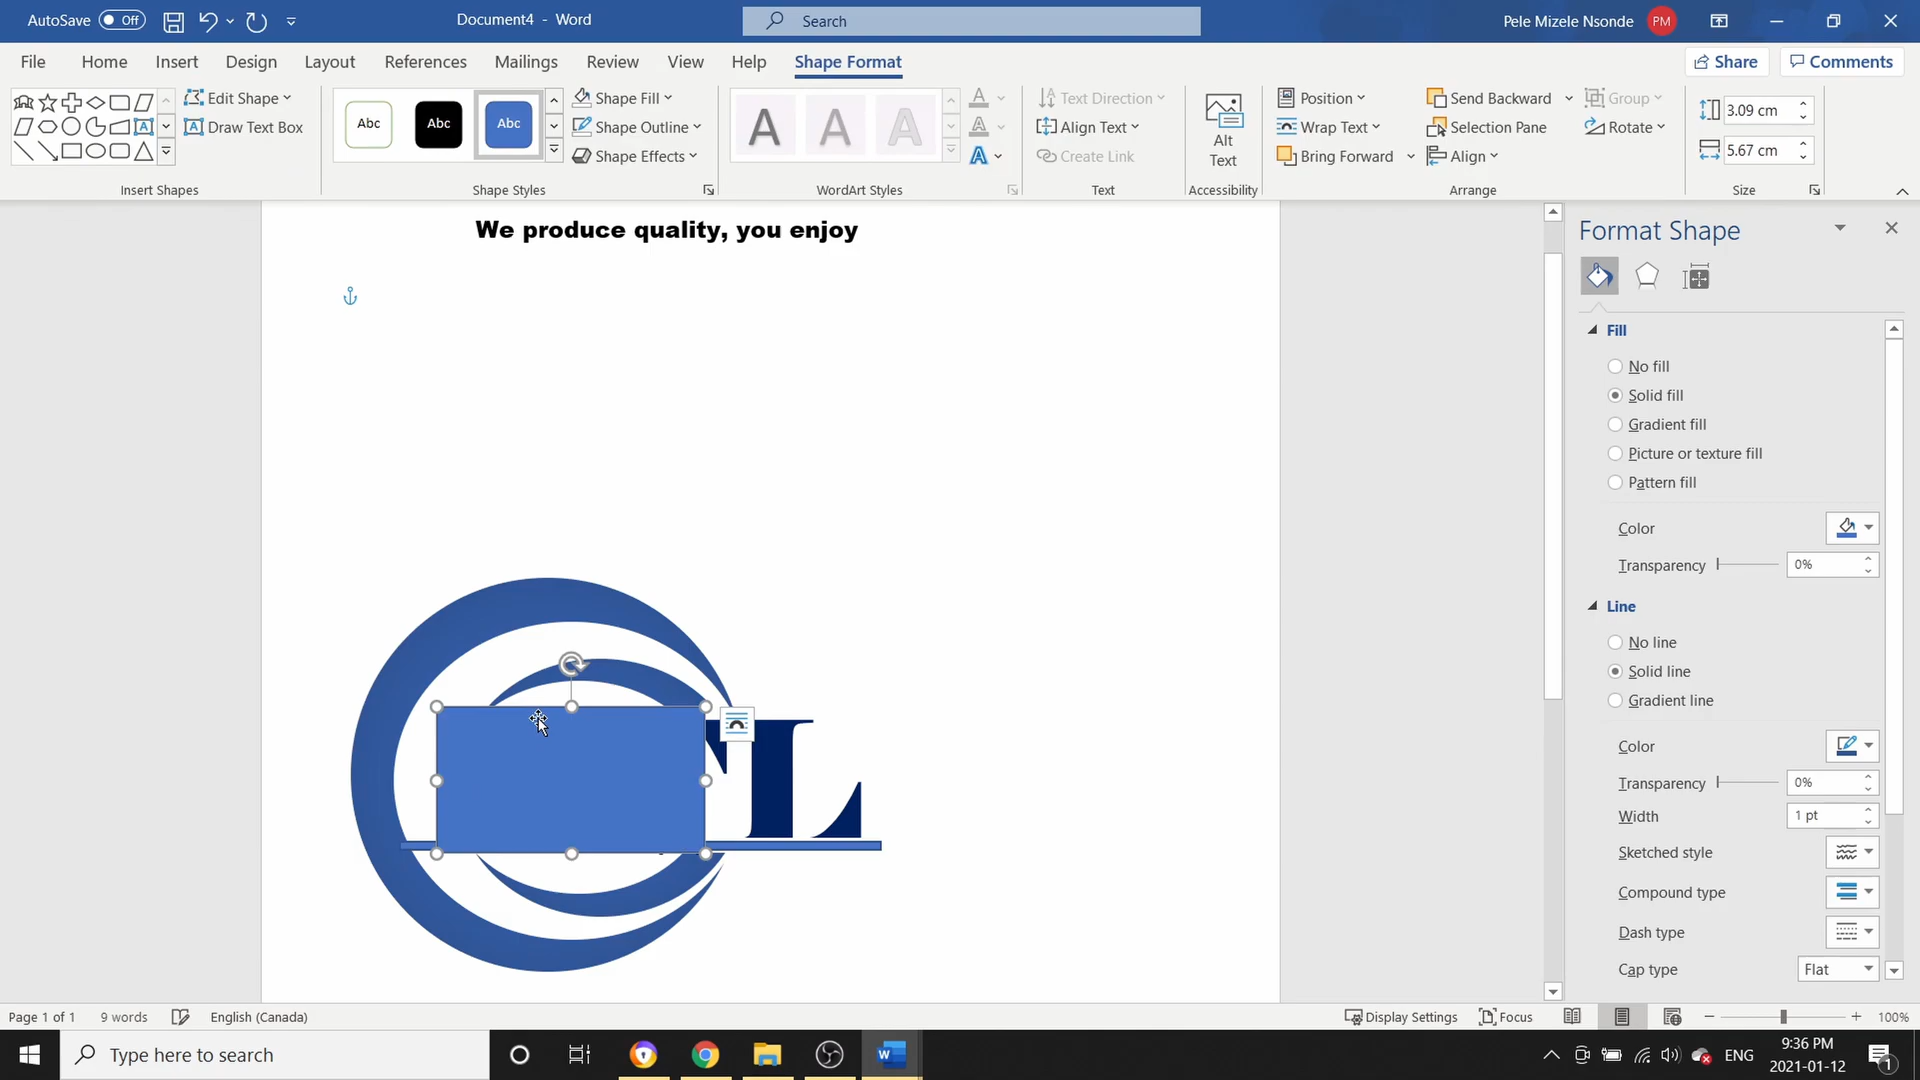 AutoSave Off
Document4 - Word
Search
Pele Mizele Nsonde PM
File Home Insert Design Layout References Mailings Review View Help Shape Format Share Comments
Edit Shape
Draw Text Box
Insert Shapes
Abc Abc Abc
Shape Fill
Shape Outline
Shape Effects
Shape Styles
A A A
WordArt Styles
Text Direction
Align Text
Create Link
Text
Alt Text
Accessibility
Position
Wrap Text
Bring Forward
Send Backward
Selection Pane
Align
Group
Rotate
Arrange
3.09 cm
5.67 cm
Size
We produce quality, you enjoy
L
Format Shape
Fill
No fill
Solid fill
Gradient fill
Picture or texture fill
Pattern fill
Color
Transparency 0%
Line
No line
Solid line
Gradient line
Color
Transparency 0%
Width 1 pt
Sketched style
Compound type
Dash type
Cap type Flat
Page 1 of 1 9 words English (Canada) Display Settings Focus 100%
Type here to search
ENG
9:36 PM
2021-01-12
1